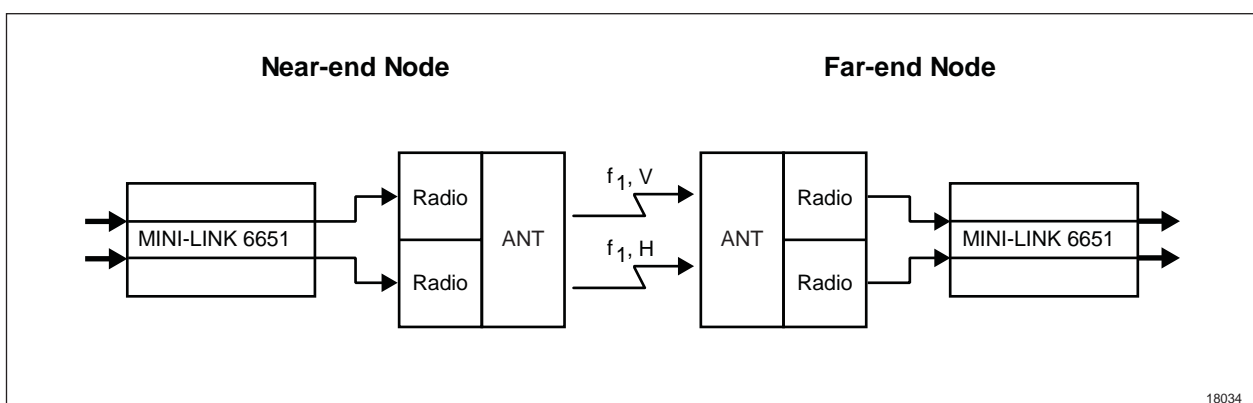 Near-end Node
Far-end Node
MINI-LINK 6651
Radio
Radio
ANT
f1, V
f1, H
ANT
Radio
Radio
MINI-LINK 6651
18034